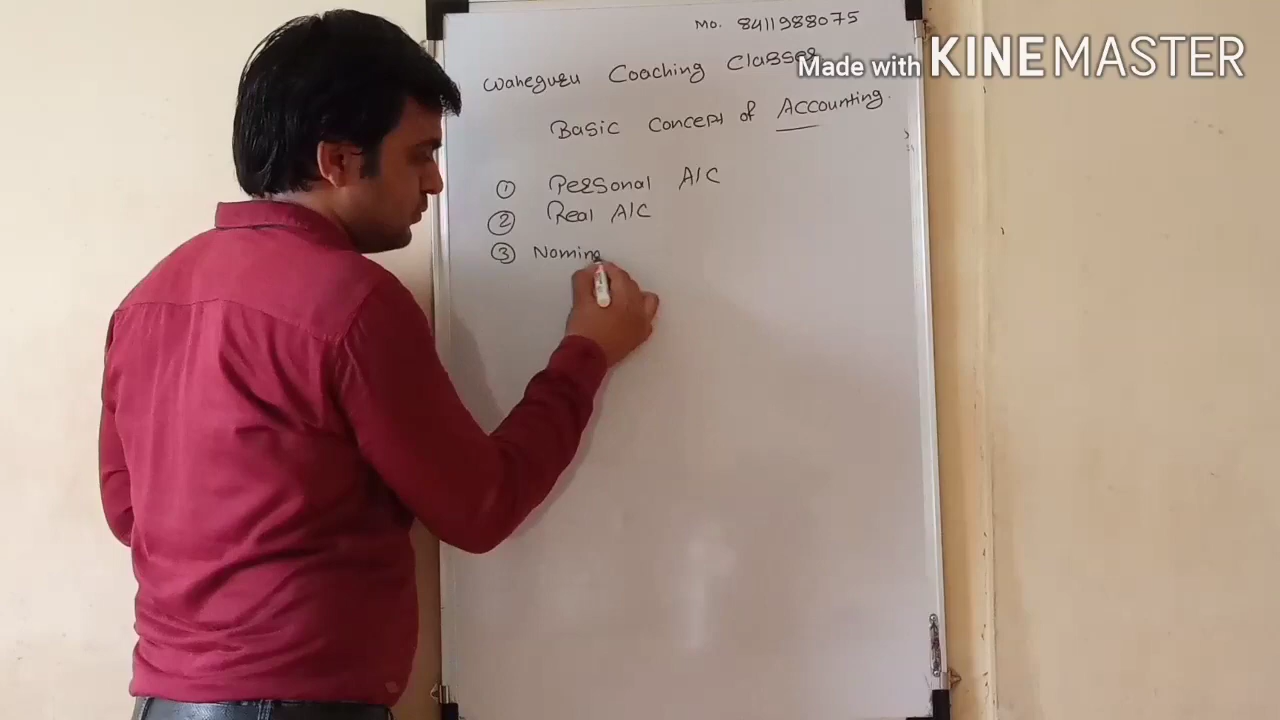 Mo. 8411988075
Waheguru Coaching Classes
Made with KINEMASTER
Basic Concept of Accounting.
① Personal A/C
② Real A/C
③ Nomina